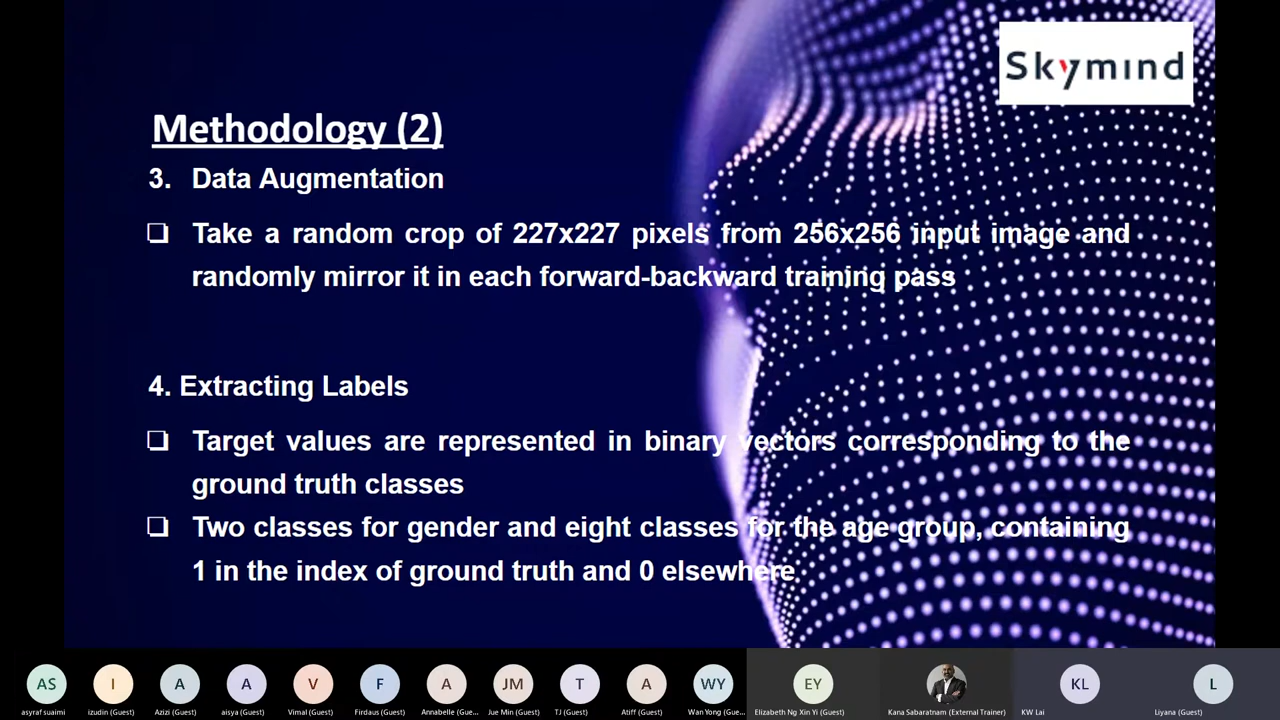 Skymind
Methodology (2)
3. Data Augmentation
❑ Take a random crop of 227x227 pixels from 256x256 input image and
randomly mirror it in each forward-backward training pass
4. Extracting Labels
❑ Target values are represented in binary vectors corresponding to the
ground truth classes
❑ Two classes for gender and eight classes for the age group, containing
1 in the index of ground truth and 0 elsewhere
AS I A A V F A JM T A WY EY KL L
asyraf suaimi izudin (Guest) Azizi (Guest) aisya (Guest) Vimal (Guest) Firdaus (Guest) Annabelle (Gue... Jue Min (Guest) TJ (Guest) Atiff (Guest) Wan Yong (Gue... Elizabeth Ng Xin Yi (Guest) Kana Sabaratnam (External Trainer) KW Lai Liyana (Guest)